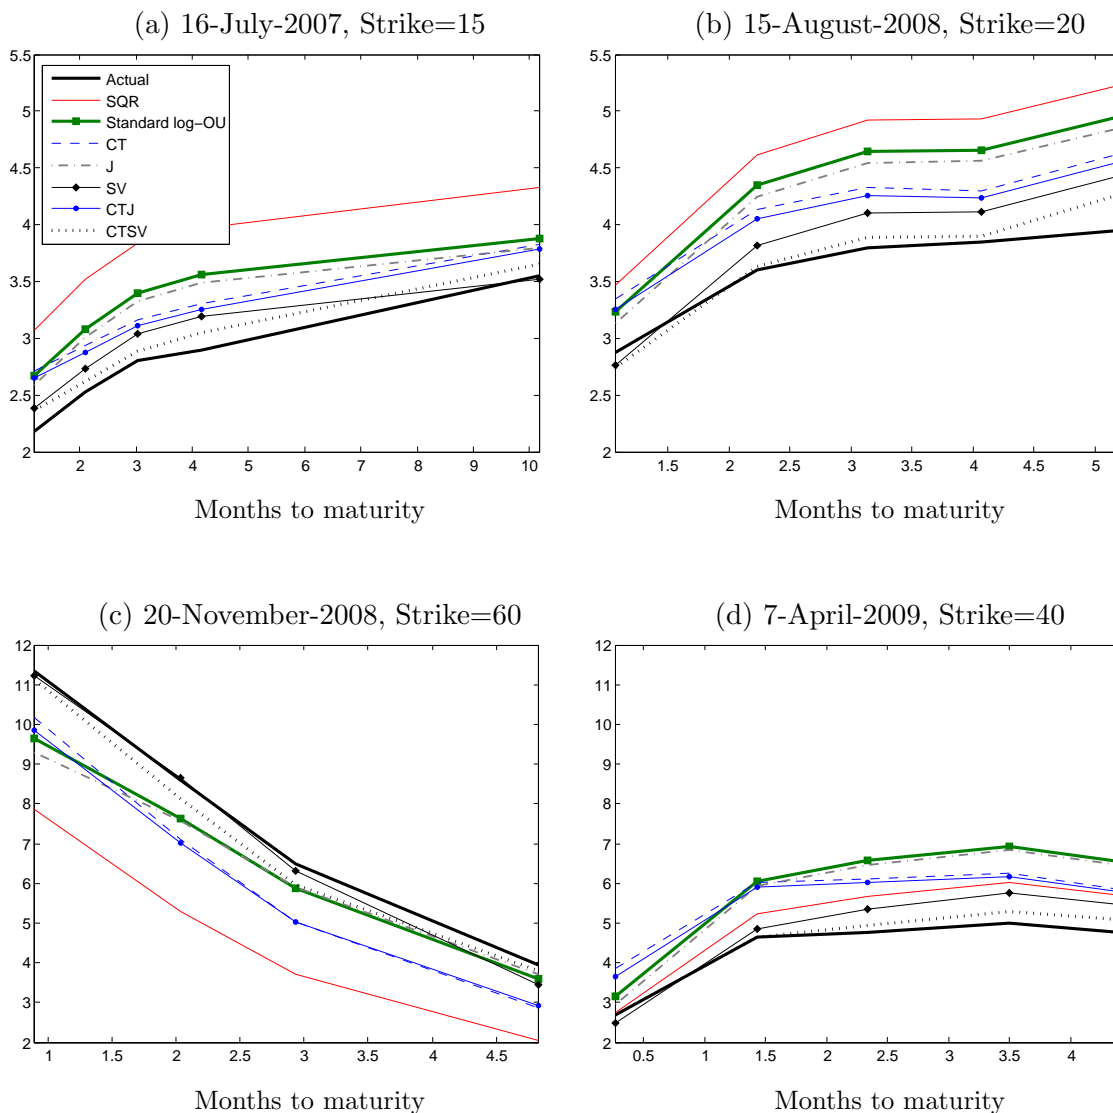 (a) 16-July-2007, Strike=15
5.5
5
4.5
4
3.5
3
2.5
2
Actual
SQR
Standard log−OU
CT
J
SV
CTJ
CTSV
2 3 4 5 6 7 8 9 10
Months to maturity
(b) 15-August-2008, Strike=20
5.5
5
4.5
4
3.5
3
2.5
2
1.5 2 2.5 3 3.5 4 4.5 5
Months to maturity
(c) 20-November-2008, Strike=60
12
11
10
9
8
7
6
5
4
3
2
1 1.5 2 2.5 3 3.5 4 4.5
Months to maturity
(d) 7-April-2009, Strike=40
12
11
10
9
8
7
6
5
4
3
2
0.5 1 1.5 2 2.5 3 3.5 4
Months to maturity